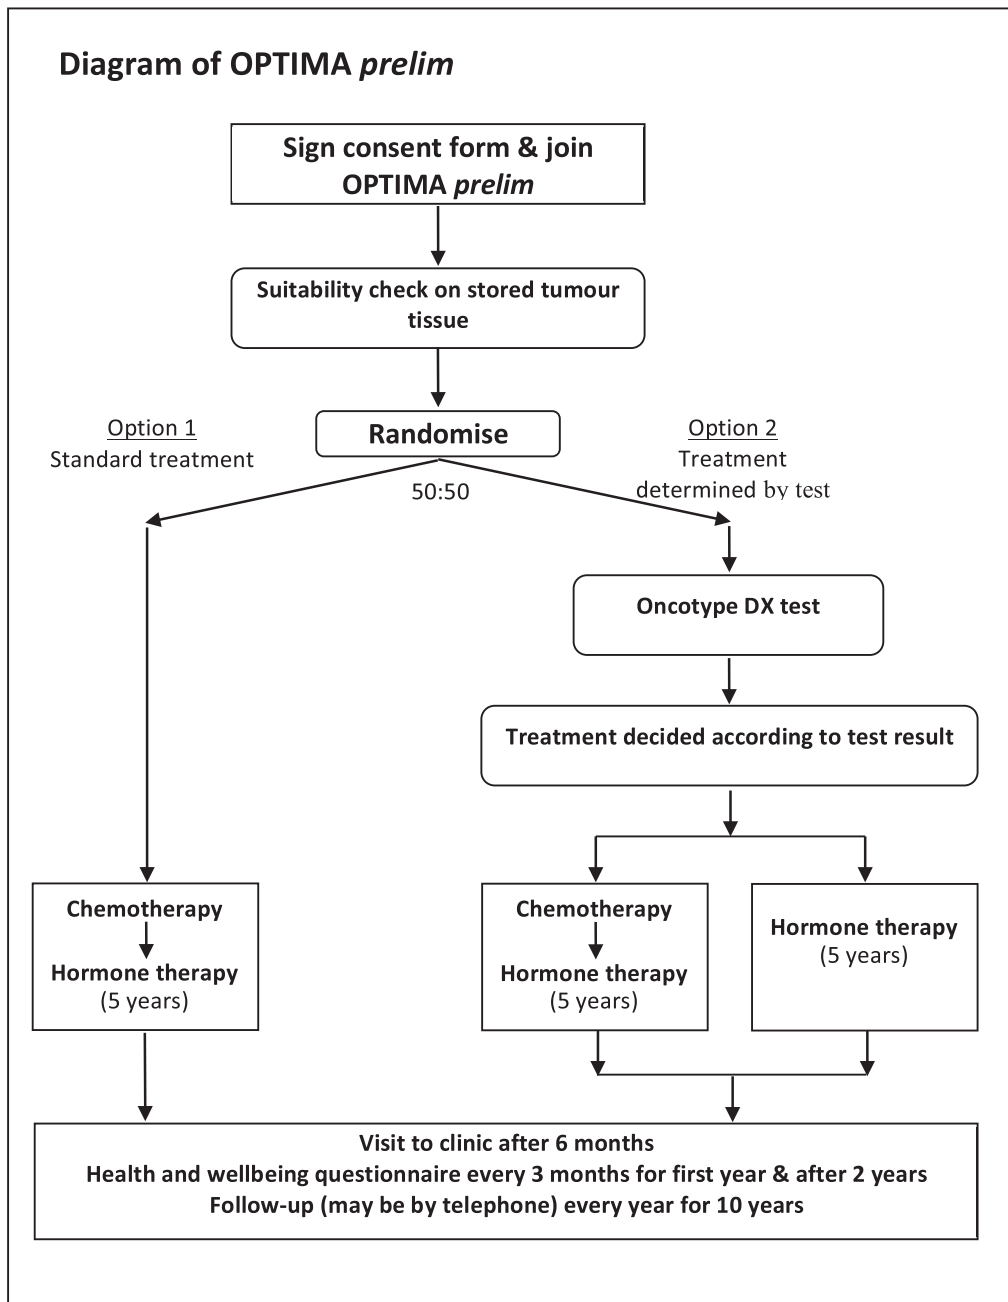 Diagram of OPTIMA prelim
Sign consent form & join
OPTIMA prelim
Suitability check on stored tumour
tissue
Randomise
50:50
Option 1
Standard treatment
Option 2
Treatment
determined by test
Oncotype DX test
Treatment decided according to test result
Chemotherapy
Hormone therapy
(5 years)
Chemotherapy
Hormone therapy
(5 years)
Hormone therapy
(5 years)
Visit to clinic after 6 months
Health and wellbeing questionnaire every 3 months for first year & after 2 years
Follow-up (may be by telephone) every year for 10 years